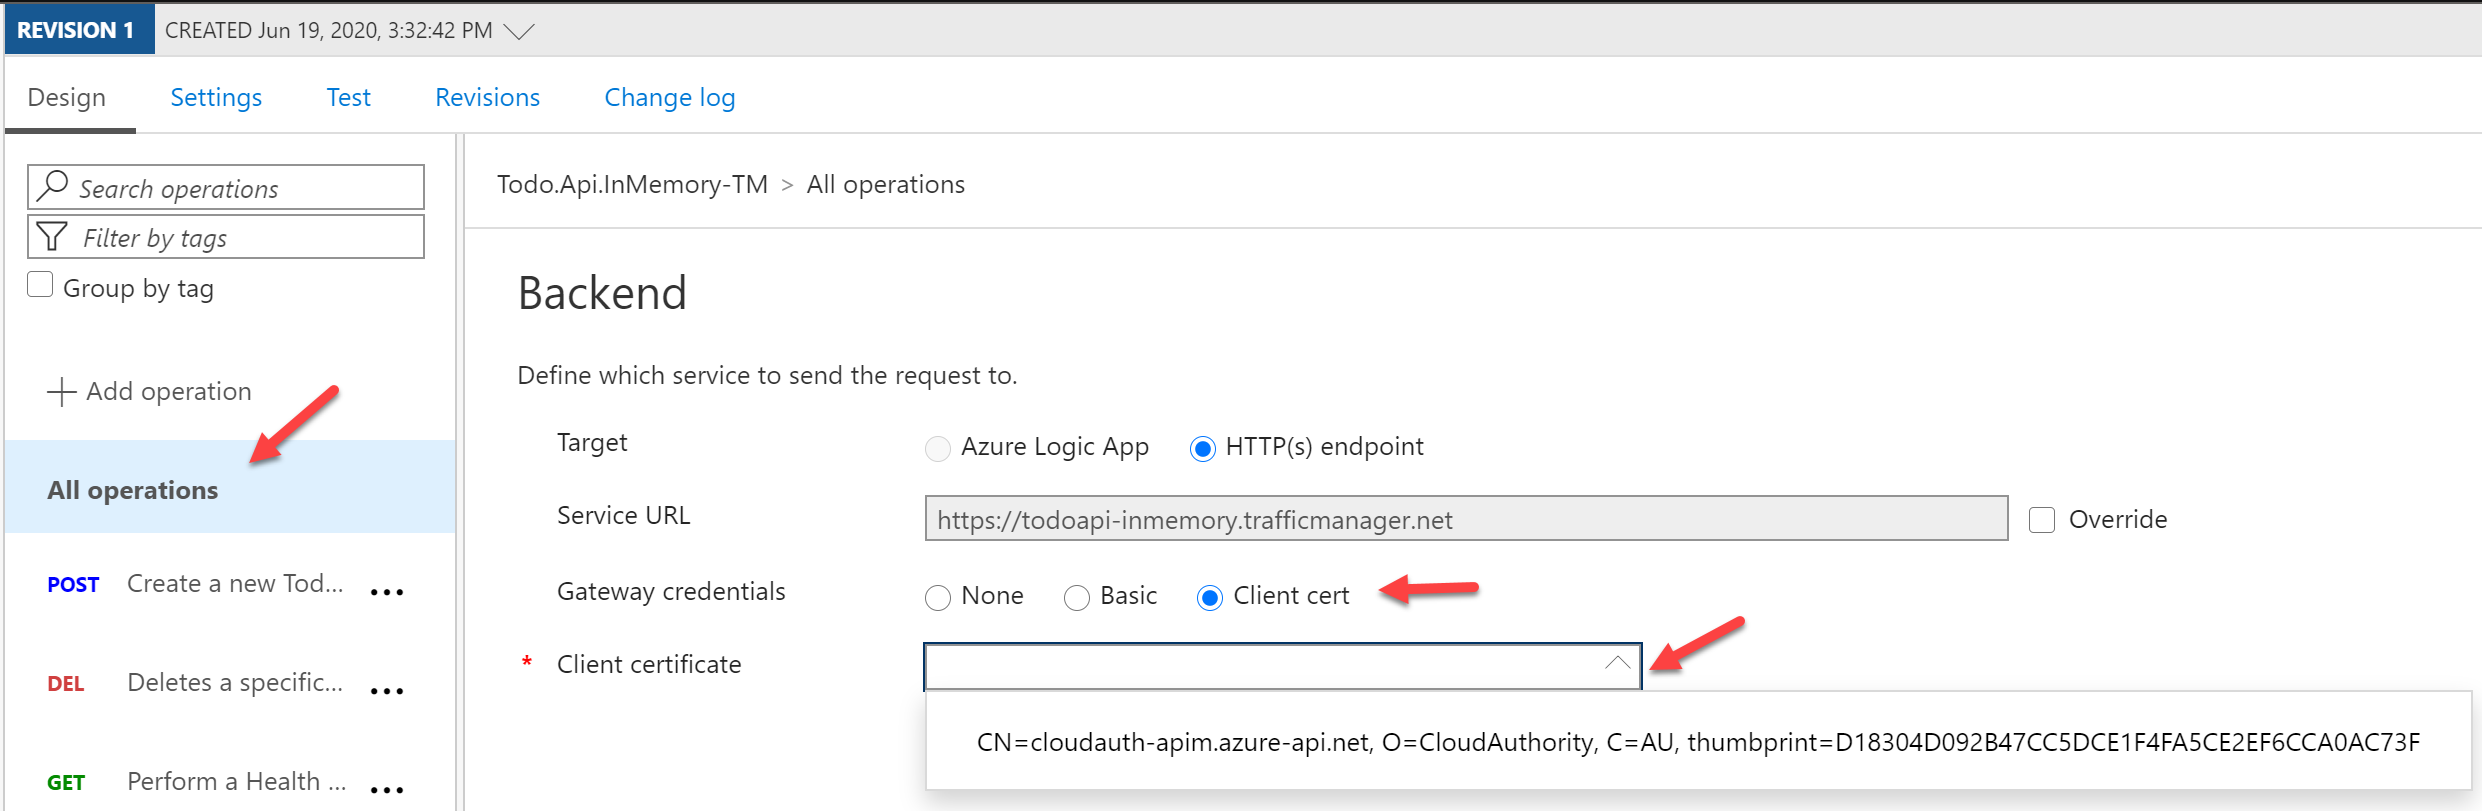 REVISION 1 CREATED Jun 19, 2020, 3:32:42 PM
Design Settings Test Revisions Change log
Search operations
Filter by tags
Group by tag
Add operation
All operations
POST Create a new Tod... ...
DEL Deletes a specific... ...
GET Perform a Health ... ...
Todo.Api.InMemory-TM > All operations
Backend
Define which service to send the request to.
Target Azure Logic App HTTP(s) endpoint
Service URL https://todoapi-inmemory.trafficmanager.net Override
Gateway credentials None Basic Client cert
* Client certificate
CN=cloudauth-apim.azure-api.net, O=CloudAuthority, C=AU, thumbprint=D18304D092B47CC5DCE1F4FA5CE2EF6CCA0AC73F